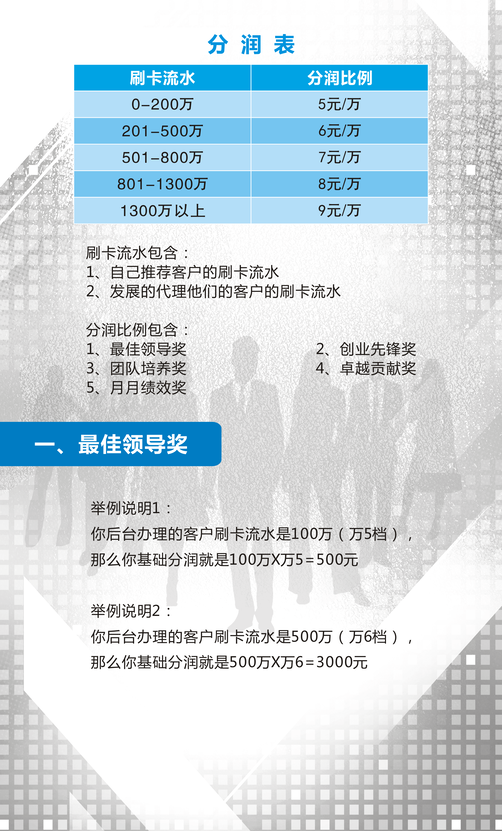 分润表
刷卡流水 分润比例
0-200万 5元/万
201-500万 6元/万
501-800万 7元/万
801-1300万 8元/万
1300万以上 9元/万
刷卡流水包含：
1、自己推荐客户的刷卡流水
2、发展的代理他们的客户的刷卡流水
分润比例包含：
1、最佳领导奖 2、创业先锋奖
3、团队培养奖 4、卓越贡献奖
5、月月绩效奖
一、最佳领导奖
举例说明1：
你后台办理的客户刷卡流水是100万（万5档），
那么你基础分润就是100万X万5=500元
举例说明2：
你后台办理的客户刷卡流水是500万（万6档），
那么你基础分润就是500万X万6=3000元